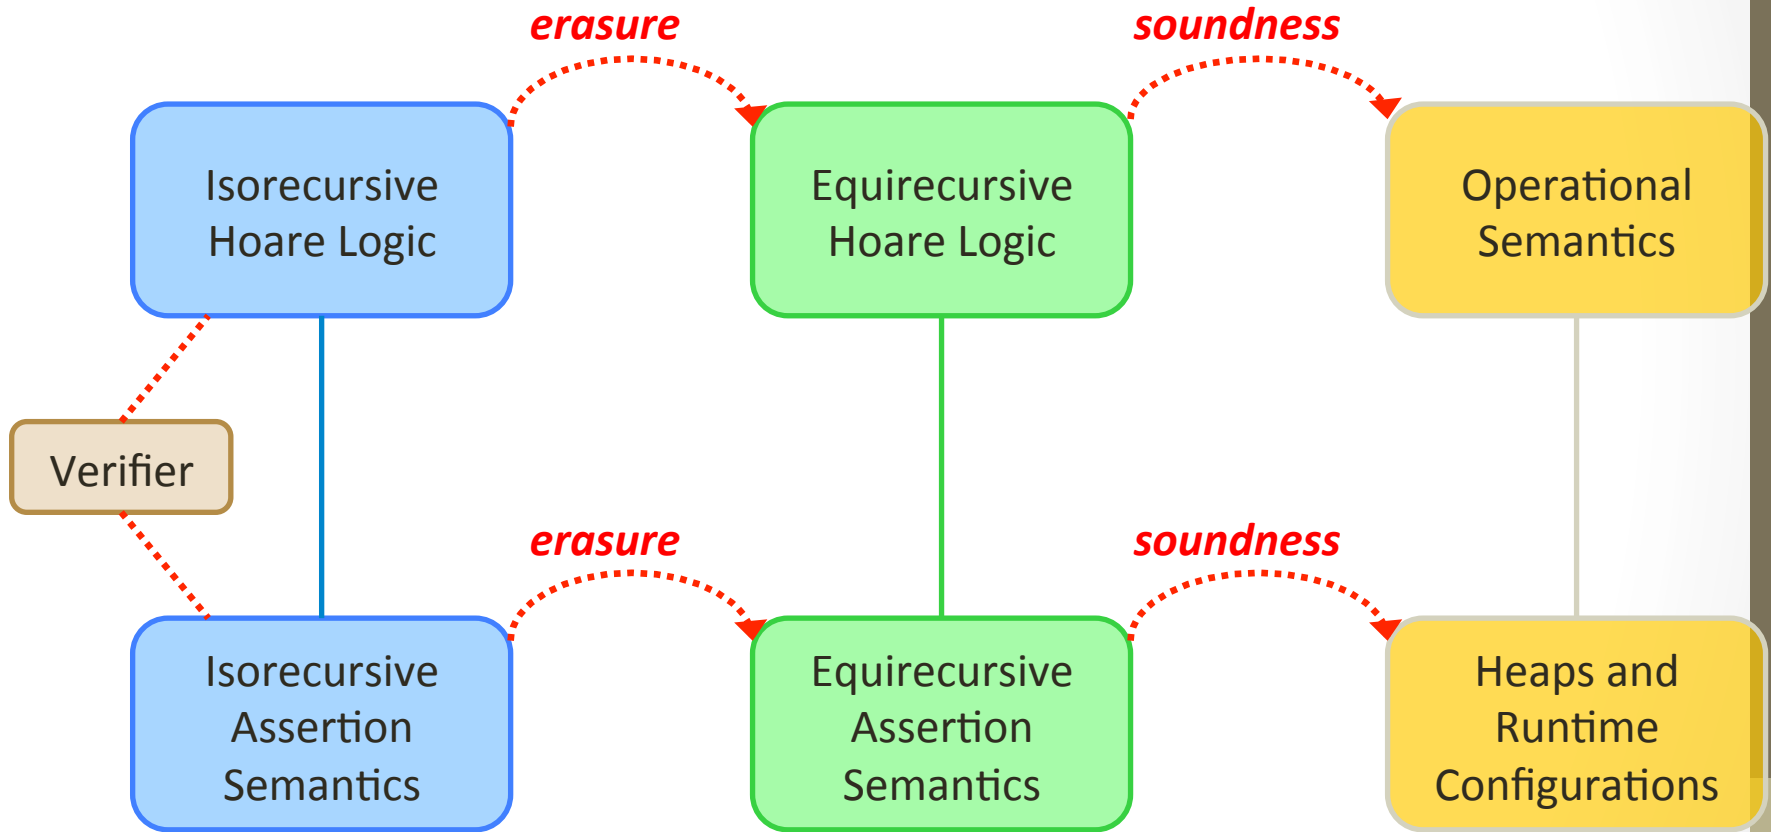 erasure
soundness
Isorecursive
Hoare Logic
Equirecursive
Hoare Logic
Operational
Semantics
Verifier
erasure
soundness
Isorecursive
Assertion
Semantics
Equirecursive
Assertion
Semantics
Heaps and
Runtime
Configurations